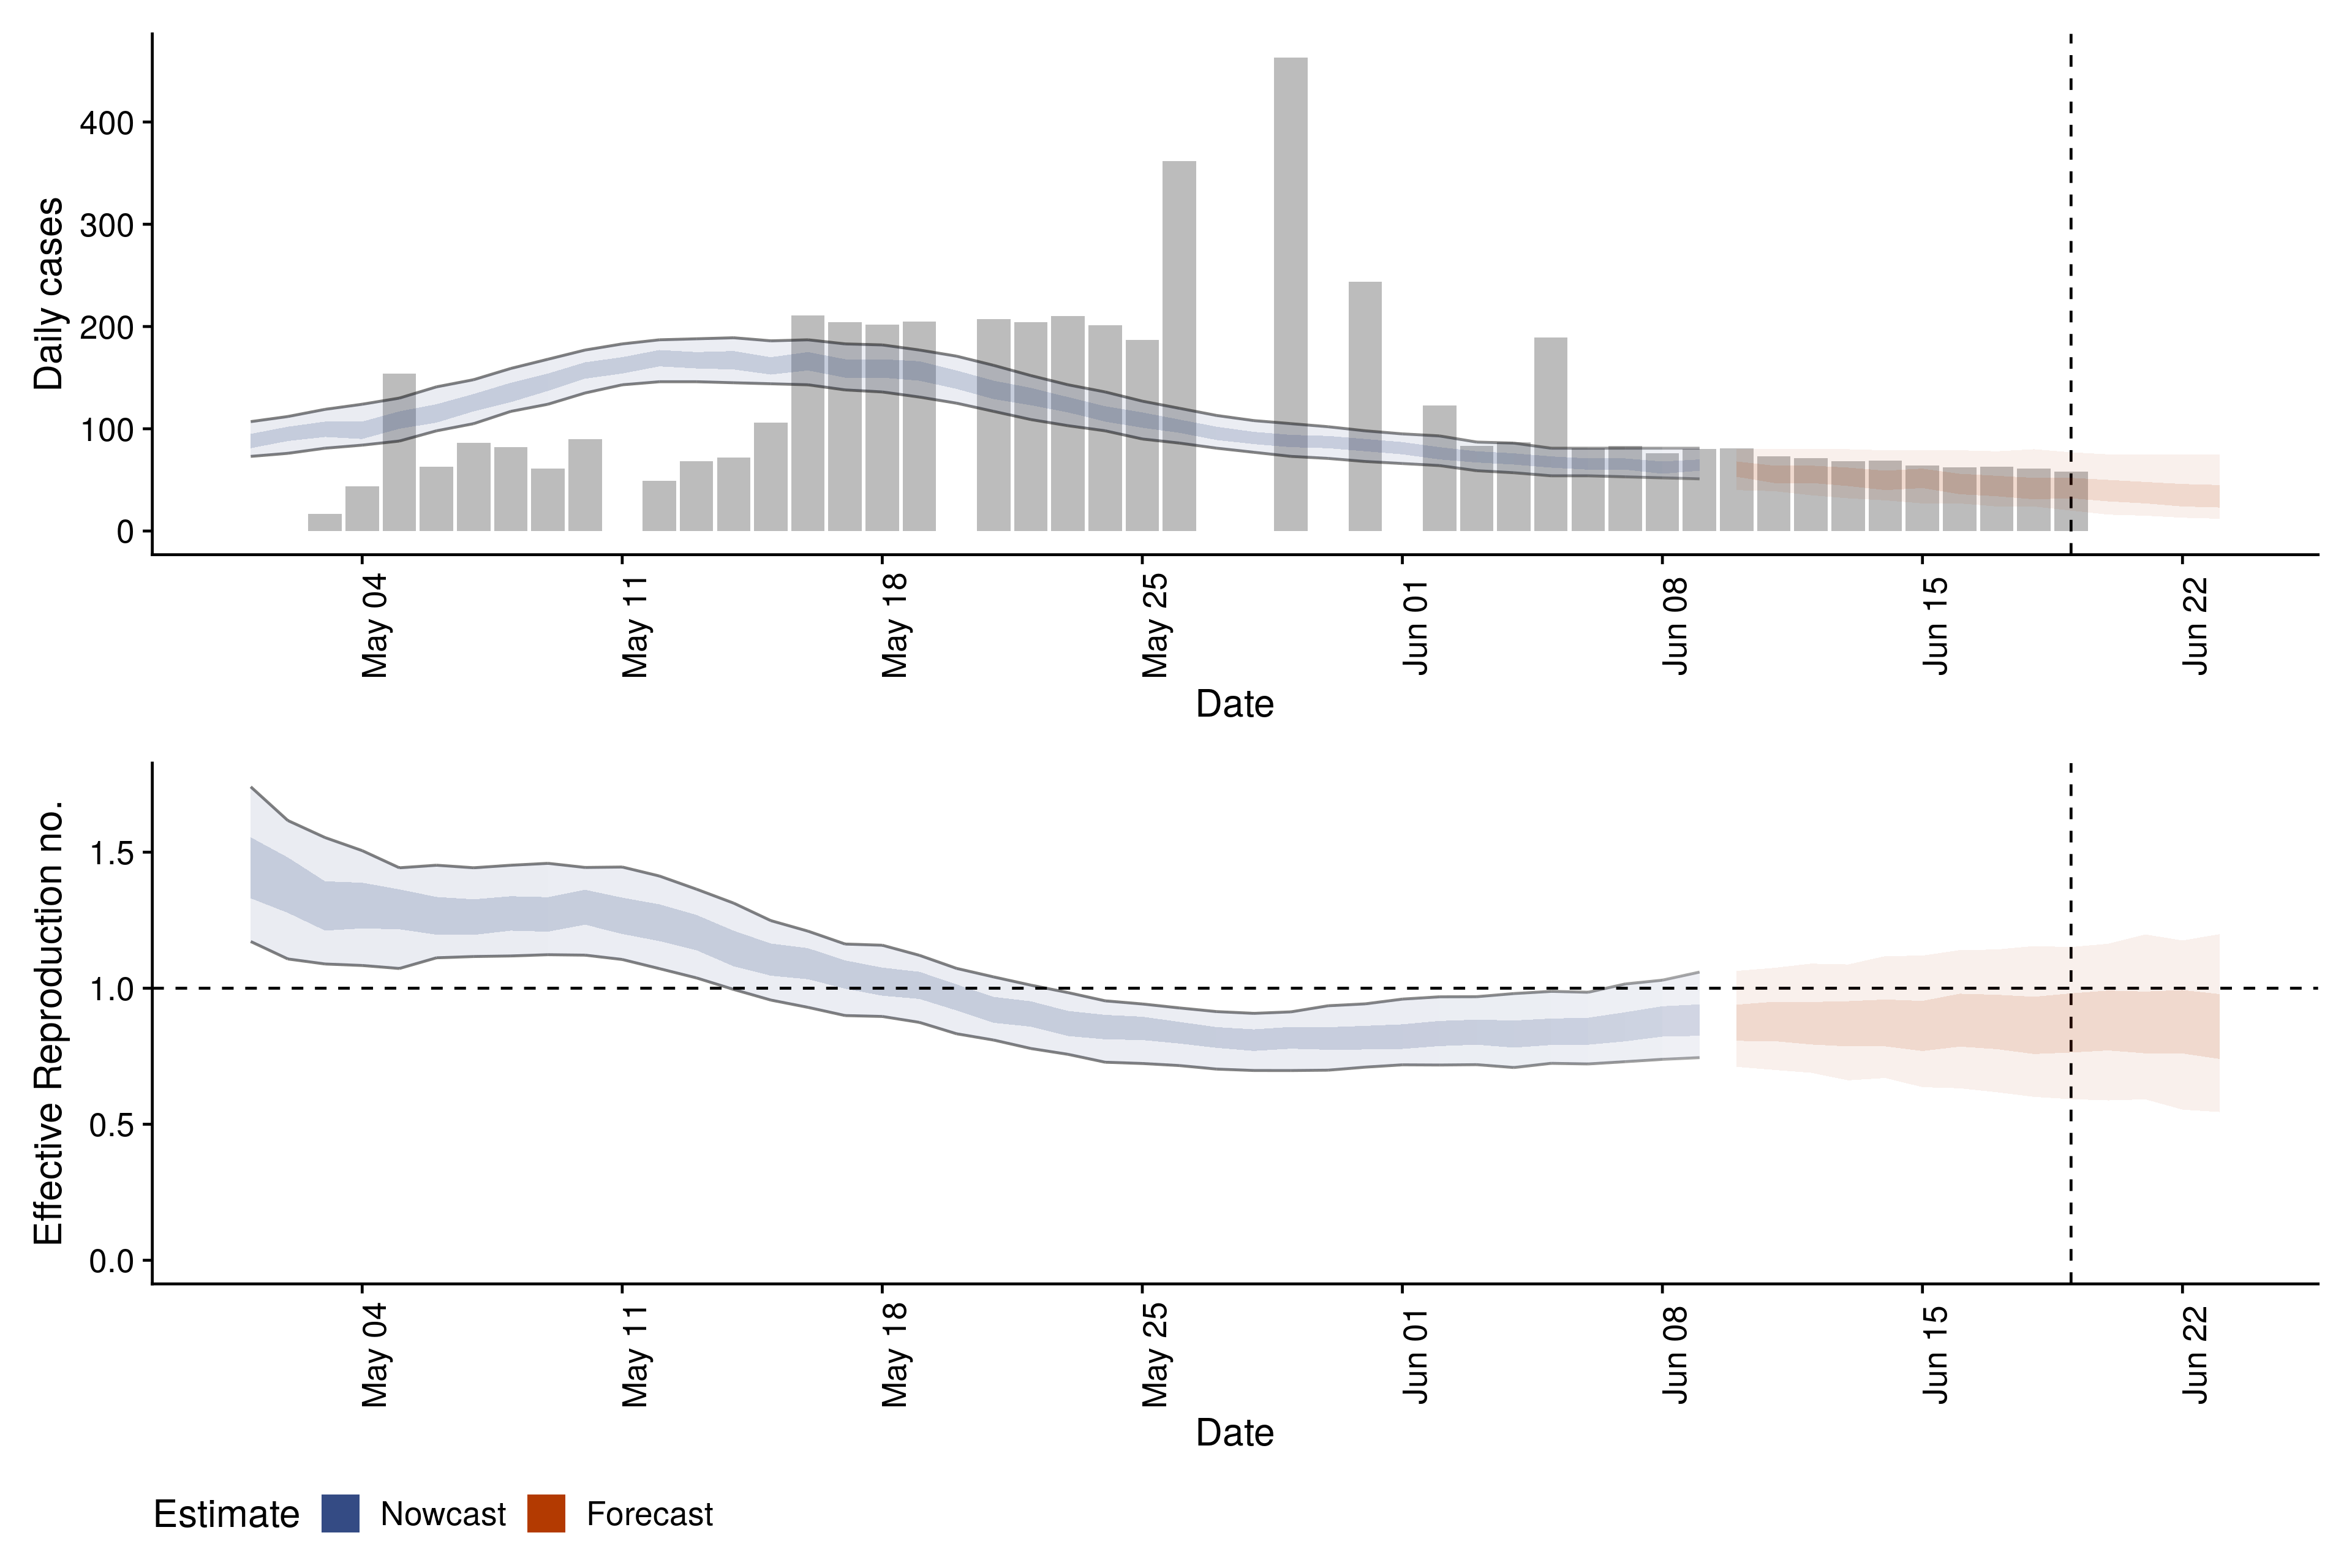 Daily cases
400
300
200
100
0
May 04
May 11
May 18
May 25
Jun 01
Jun 08
Jun 15
Jun 22
Date
Effective Reproduction no.
1.5
1.0
0.5
0.0
May 04
May 11
May 18
May 25
Jun 01
Jun 08
Jun 15
Jun 22
Date
Estimate Nowcast Forecast